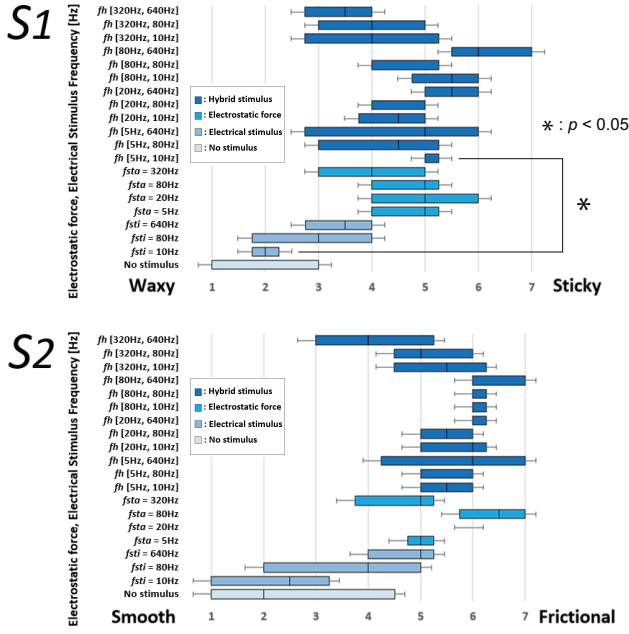 S1
Electrostatic force, Electrical Stimulus Frequency [Hz]
fh [320Hz, 640Hz]
fh [320Hz, 80Hz]
fh [320Hz, 10Hz]
fh [80Hz, 640Hz]
fh [80Hz, 80Hz]
fh [80Hz, 10Hz]
fh [20Hz, 640Hz]
fh [20Hz, 80Hz]
fh [20Hz, 10Hz]
fh [5Hz, 640Hz]
fh [5Hz, 80Hz]
fh [5Hz, 10Hz]
fsta = 320Hz
fsta = 80Hz
fsta = 20Hz
fsta = 5Hz
fsti = 640Hz
fsti = 80Hz
fsti = 10Hz
No stimulus
: Hybrid stimulus
: Electrostatic force
: Electrical stimulus
: No stimulus
* : p < 0.05
*
Waxy 1 2 3 4 5 6 7 Sticky
S2
Electrostatic force, Electrical Stimulus Frequency [Hz]
fh [320Hz, 640Hz]
fh [320Hz, 80Hz]
fh [320Hz, 10Hz]
fh [80Hz, 640Hz]
fh [80Hz, 80Hz]
fh [80Hz, 10Hz]
fh [20Hz, 640Hz]
fh [20Hz, 80Hz]
fh [20Hz, 10Hz]
fh [5Hz, 640Hz]
fh [5Hz, 80Hz]
fh [5Hz, 10Hz]
fsta = 320Hz
fsta = 80Hz
fsta = 20Hz
fsta = 5Hz
fsti = 640Hz
fsti = 80Hz
fsti = 10Hz
No stimulus
: Hybrid stimulus
: Electrostatic force
: Electrical stimulus
: No stimulus
Smooth 1 2 3 4 5 6 7 Frictional